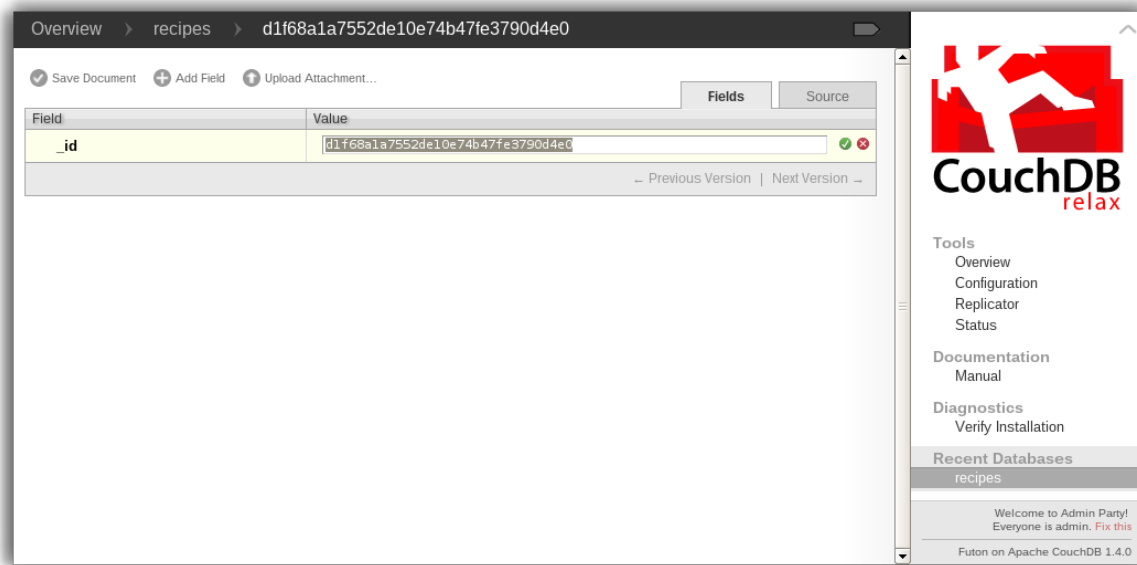 Overview recipes d1f68a1a7552de10e74b47fe3790d4e0
Save Document Add Field Upload Attachment…
Fields Source
Field Value
_id d1f68a1a7552de10e74b47fe3790d4e0
← Previous Version | Next Version →
CouchDB
relax
Tools
Overview
Configuration
Replicator
Status
Documentation
Manual
Diagnostics
Verify Installation
Recent Databases
recipes
Welcome to Admin Party!
Everyone is admin. Fix this
Futon on Apache CouchDB 1.4.0